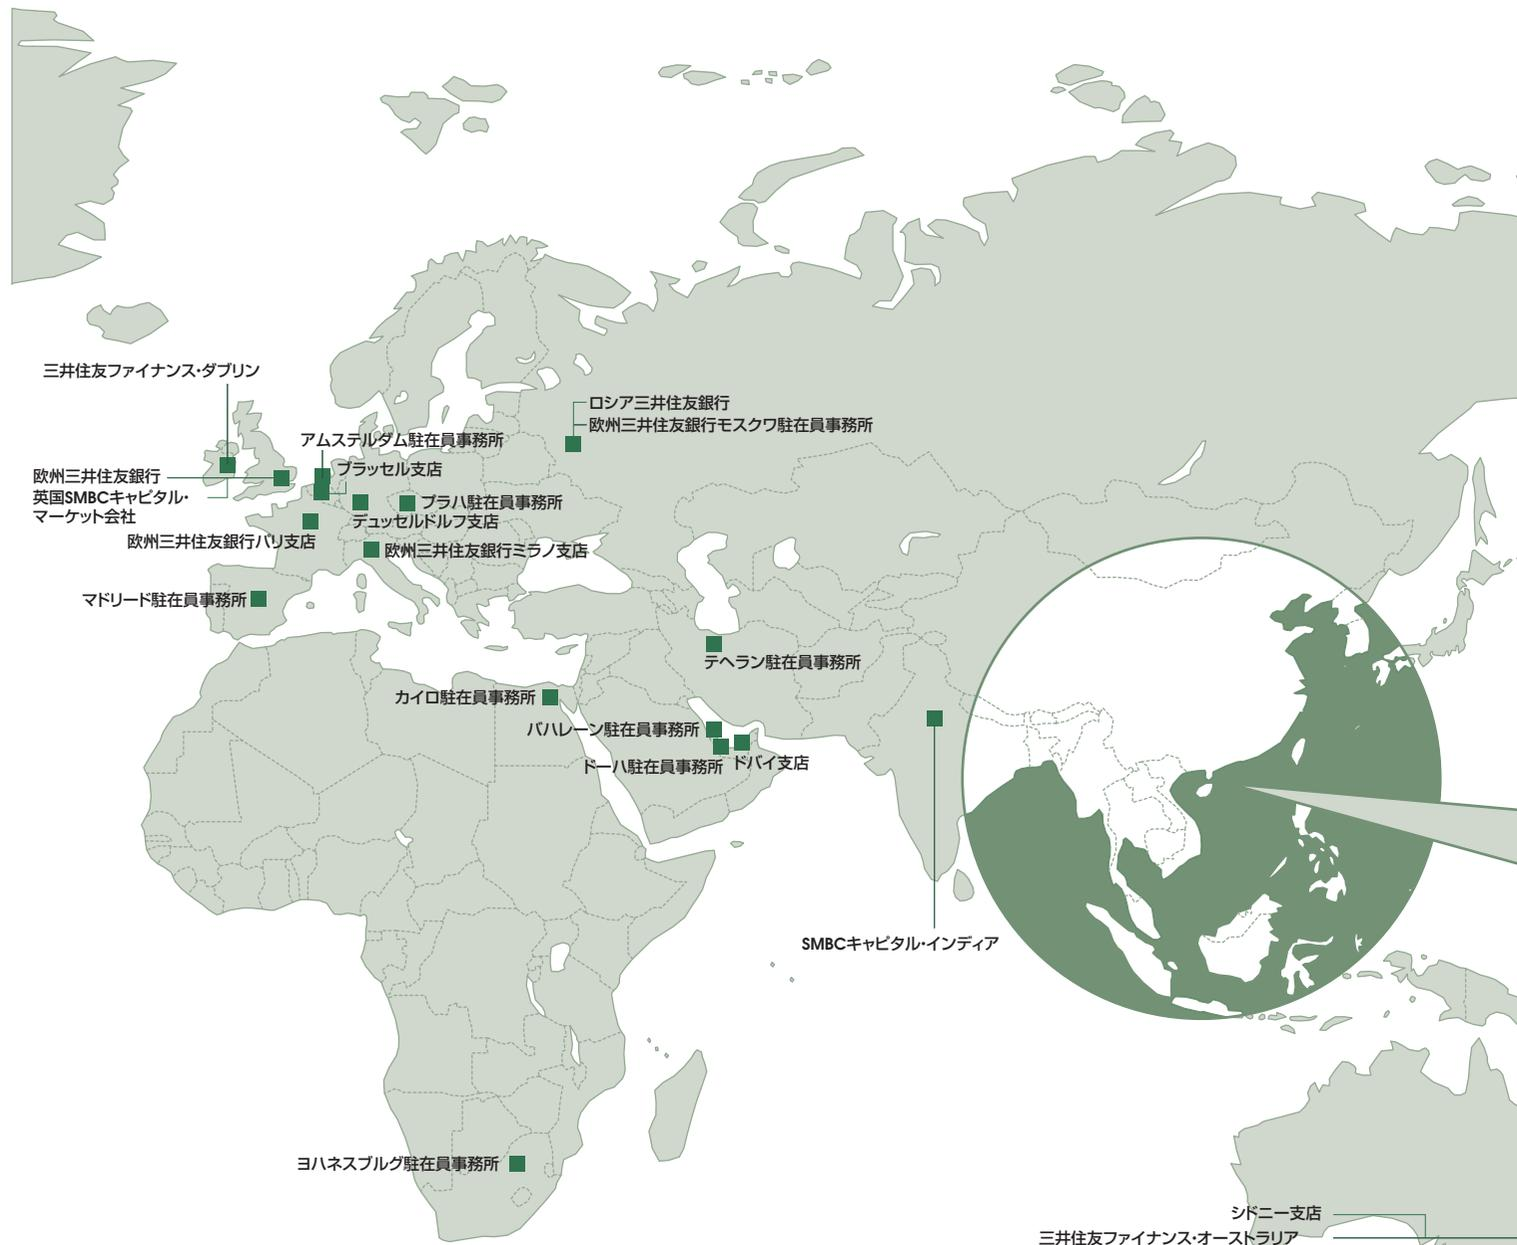 三井住友ファイナンス・ダブリン
ロシア三井住友銀行
欧州三井住友銀行モスクワ駐在員事務所
アムステルダム駐在員事務所
ブラッセル支店
欧州三井住友銀行
英国SMBCキャピタル・
マーケット会社
プラハ駐在員事務所
デュッセルドルフ支店
欧州三井住友銀行パリ支店
欧州三井住友銀行ミラノ支店
マドリード駐在員事務所
テヘラン駐在員事務所
カイロ駐在員事務所
バハレーン駐在員事務所
ドーハ駐在員事務所
ドバイ支店
SMBCキャピタル・インディア
ヨハネスブルグ駐在員事務所
シドニー支店
三井住友ファイナンス・オーストラリア